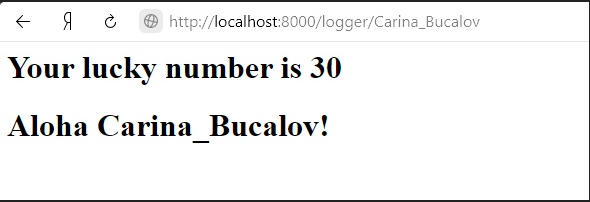 Я http://localhost:8000/logger/Carina_Bucalov
Your lucky number is 30
Aloha Carina_Bucalov!